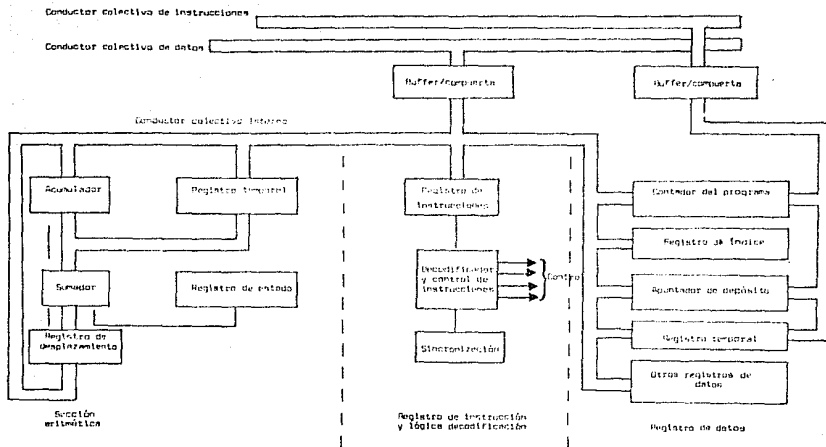 Conductor colectivo de instrucciones
Conductor colectivo de datos
Buffer/compuerta
Buffer/compuerta
Conductor colectivo interno
Acumulador
Registro temporal
Registro de
instrucciones
Contador del programa
Registro de índice
Sumador
Registro de estado
Decodificador
y control de
instrucciones
Control
Apuntador de depósito
Registro de
desplazamiento
Sincronización
Registro temporal
Otros registros de
datos
Sección
aritmética
Registro de instrucción
y lógica decodificación
Registro de datos